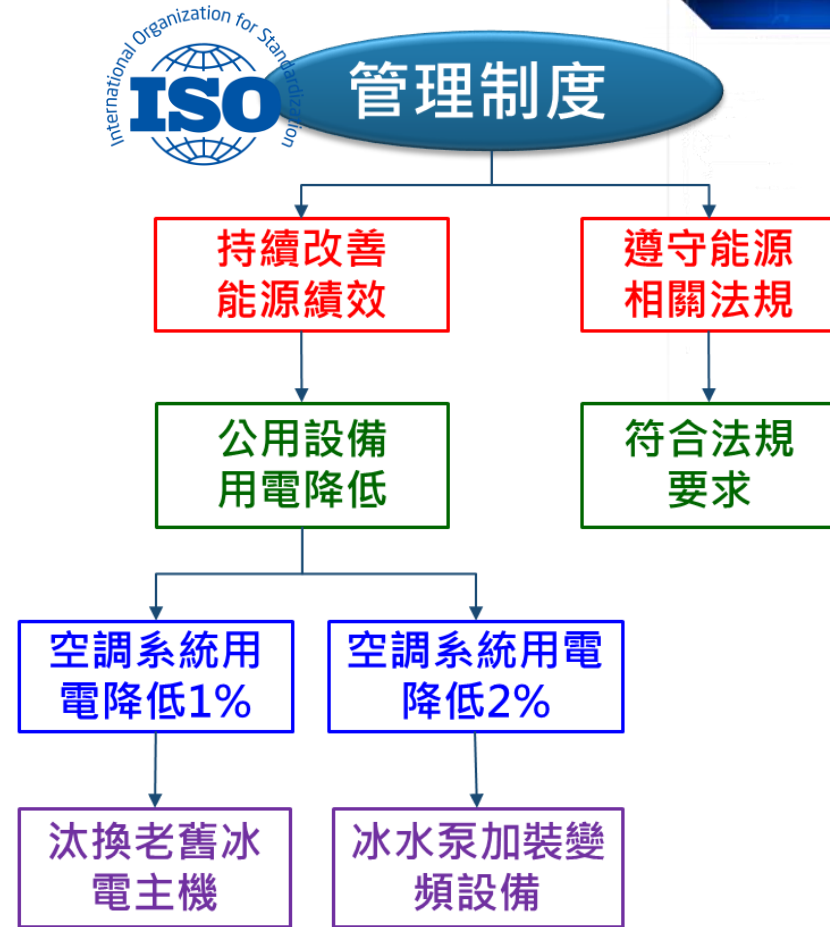 International Organization for Standardization
ISO
管理制度
持續改善
能源績效
遵守能源
相關法規
公用設備
用電降低
符合法規
要求
空調系統用
電降低1%
空調系統用電
降低2%
汰換老舊冰
電主機
冰水泵加裝變
頻設備